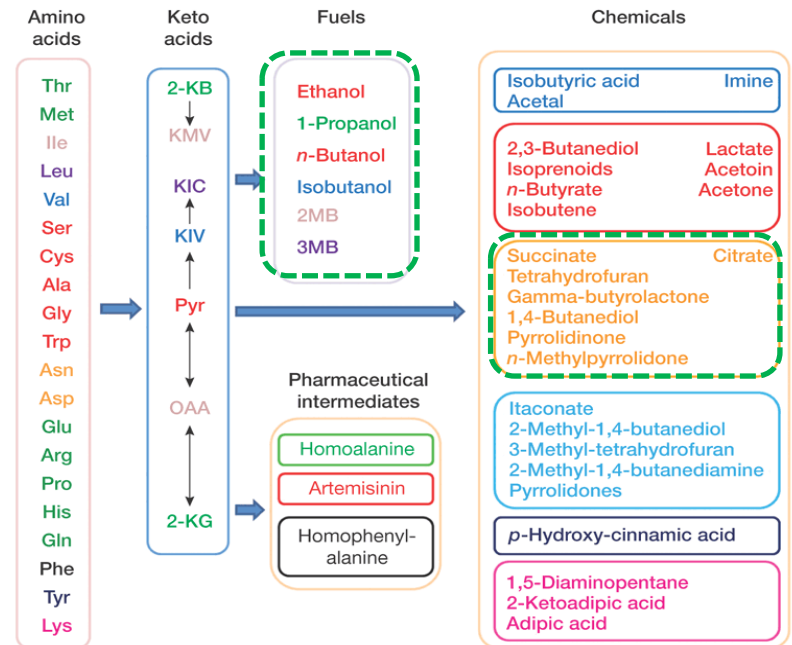 Amino
acids
Thr
Met
Ile
Leu
Val
Ser
Cys
Ala
Gly
Trp
Asn
Asp
Glu
Arg
Pro
His
Gln
Phe
Tyr
Lys
Keto
acids
2-KB
KMV
KIC
KIV
Pyr
OAA
2-KG
Fuels
Ethanol
1-Propanol
n-Butanol
Isobutanol
2MB
3MB
Pharmaceutical
intermediates
Homoalanine
Artemisinin
Homophenyl-
alanine
Chemicals
Isobutyric acid Imine
Acetal
2,3-Butanediol Lactate
Isoprenoids Acetoin
n-Butyrate Acetone
Isobutene
Succinate Citrate
Tetrahydrofuran
Gamma-butyrolactone
1,4-Butanediol
Pyrrolidinone
n-Methylpyrrolidone
Itaconate
2-Methyl-1,4-butanediol
3-Methyl-tetrahydrofuran
2-Methyl-1,4-butanediamine
Pyrrolidones
p-Hydroxy-cinnamic acid
1,5-Diaminopentane
2-Ketoadipic acid
Adipic acid